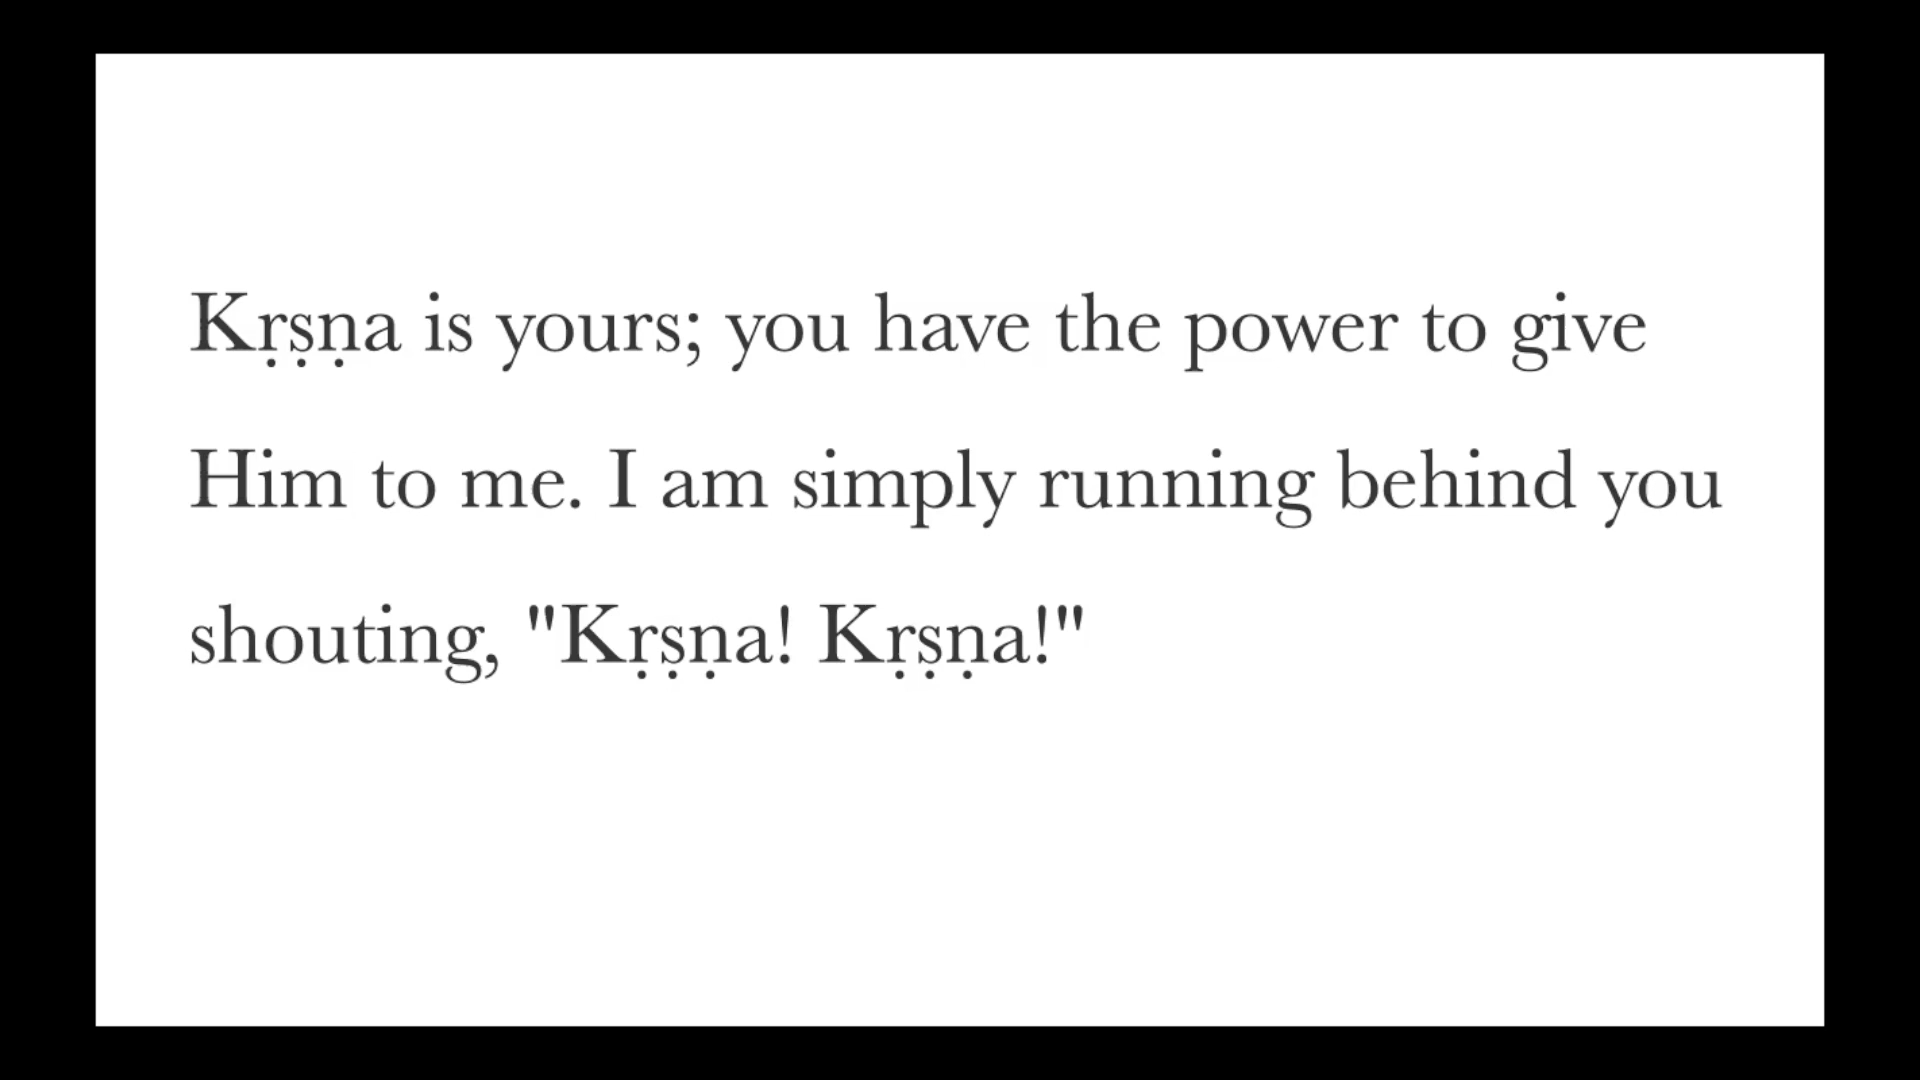 Kṛṣṇa is yours; you have the power to give
Him to me. I am simply running behind you
shouting, "Kṛṣṇa! Kṛṣṇa!"